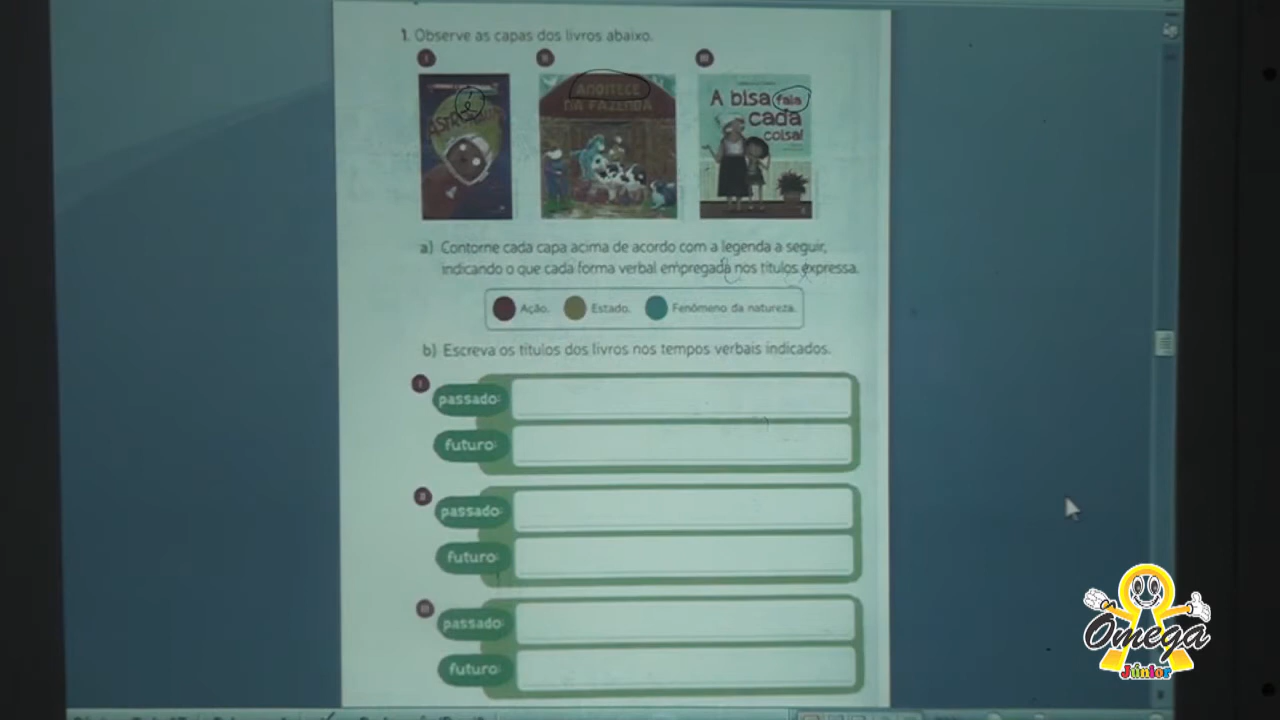 1. Observe as capas dos livros abaixo.
I
II
III
ANOITECE
NA FAZENDA
A bisa fala
cada
coisa!
a) Contorne cada capa acima de acordo com a legenda a seguir,
indicando o que cada forma verbal empregada nos títulos expressa.
Ação.
Estado.
Fenômeno da natureza.
b) Escreva os títulos dos livros nos tempos verbais indicados.
I
passado:
futuro:
II
passado:
futuro:
III
passado:
futuro:
Omega
Júnior